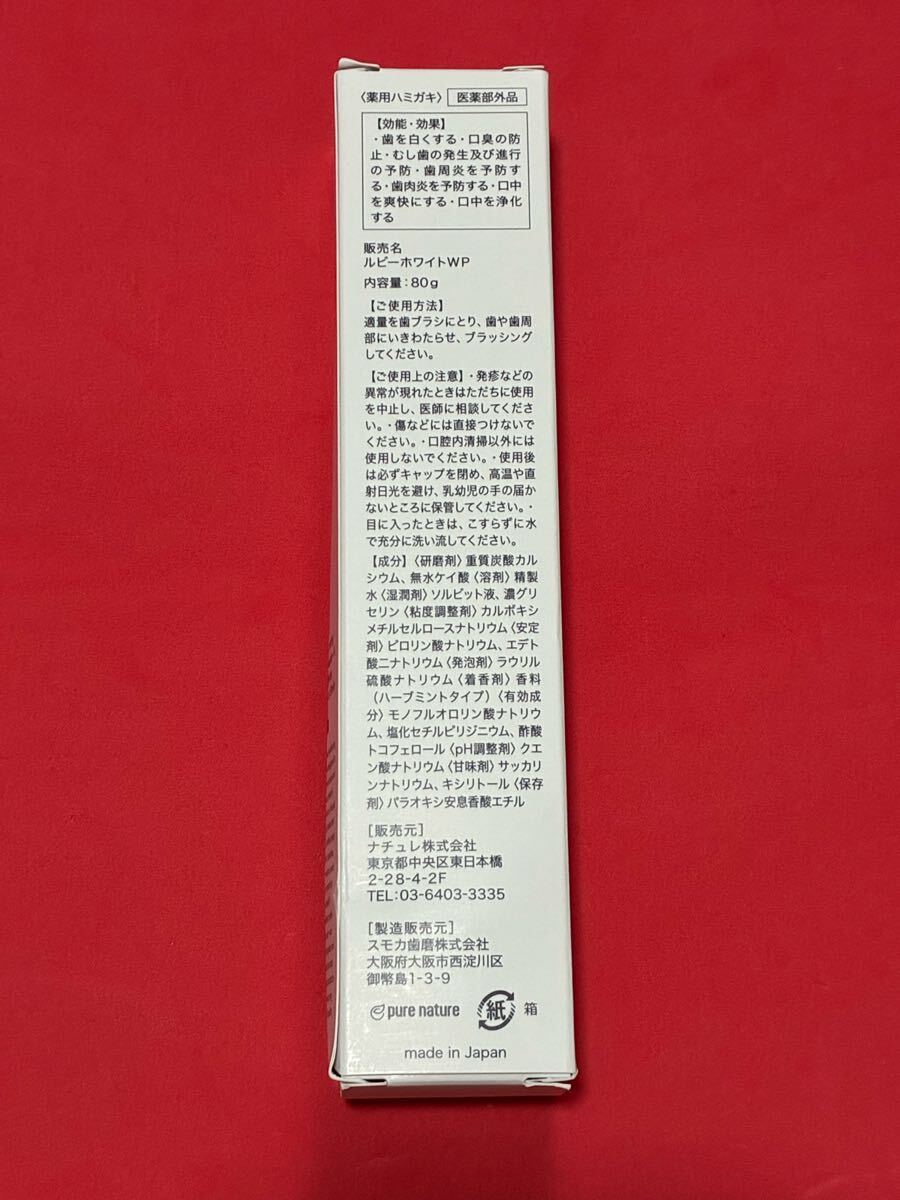 〈薬用ハミガキ〉 医薬部外品
【効能・効果】
・歯を白くする・口臭の防
止・むし歯の発生及び進行
の予防・歯周炎を予防す
る・歯肉炎を予防する・口中
を爽快にする・口中を浄化
する
販売名
ルビーホワイトWP
内容量：80g
【ご使用方法】
適量を歯ブラシにとり、歯や歯周
部にいきわたらせ、ブラッシング
してください。
【ご使用上の注意】・発疹などの
異常が現れたときはただちに使用
を中止し、医師に相談してくださ
い。・傷などには直接つけないで
ください。・口腔内清掃以外には
使用しないでください。・使用後
は必ずキャップを閉め、高温や直
射日光を避け、乳幼児の手の届か
ないところに保管してください。・
目に入ったときは、こすらずに水
で充分に洗い流してください。
【成分】〈研磨剤〉重質炭酸カル
シウム、無水ケイ酸〈溶剤〉精製
水〈湿潤剤〉ソルビット液、濃グリ
セリン〈粘度調整剤〉カルボキシ
メチルセルロースナトリウム〈安定
剤〉ピロリン酸ナトリウム、エデト
酸二ナトリウム〈発泡剤〉ラウリル
硫酸ナトリウム〈着香剤〉香料
（ハーブミントタイプ）〈有効成
分〉モノフルオロリン酸ナトリウ
ム、塩化セチルピリジニウム、酢酸
トコフェロール〈pH調整剤〉クエ
ン酸ナトリウム〈甘味剤〉サッカリ
ンナトリウム、キシリトール〈保存
剤〉パラオキシ安息香酸エチル
［販売元］
ナチュレ株式会社
東京都中央区東日本橋
2-28-4-2F
TEL:03-6403-3335
［製造販売元］
スモカ歯磨株式会社
大阪府大阪市西淀川区
御幣島1-3-9
pure nature 紙 箱
made in Japan